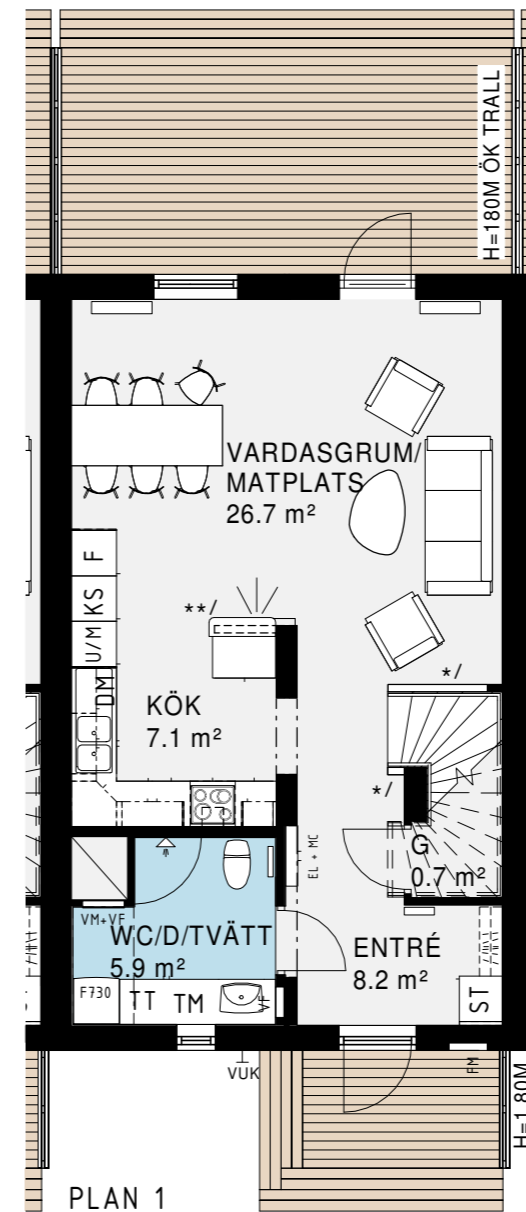 H=180M ÖK TRALL
VARDASGRUM/
MATPLATS
26.7 m²
F
KS
U/M
DM
**/
*/
KÖK
7.1 m²
*/
G
0.7 m²
EL + MC
VM+VF
WC/D/TVÄTT
5.9 m²
ENTRÉ
8.2 m²
F730
TT
TM
VF
ST
VUK
FM
H=1.80M
PLAN 1